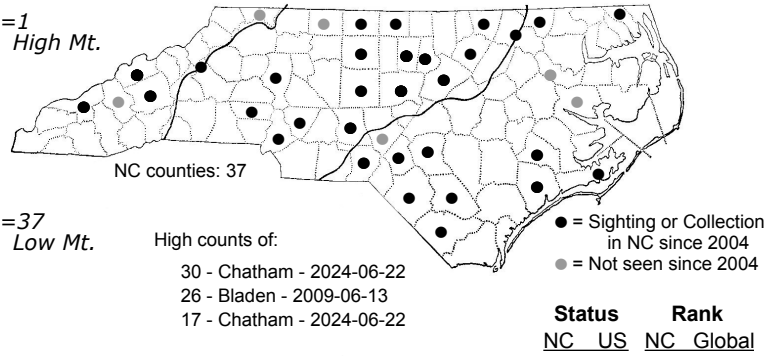 =1
High Mt.
NC counties: 37
=37
Low Mt.
High counts of:
30 - Chatham - 2024-06-22
26 - Bladen - 2009-06-13
17 - Chatham - 2024-06-22
= Sighting or Collection
in NC since 2004
= Not seen since 2004
Status Rank
NC US NC Global